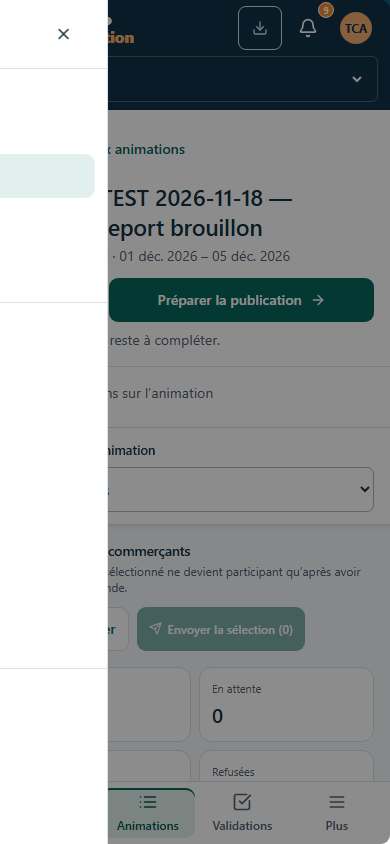 9
TCA
animations
TEST 2026-11-18 —
eport brouillon
· 01 déc. 2026 – 05 déc. 2026
Préparer la publication
reste à compléter.
ns sur l'animation
nimation
commerçants
électionné ne devient participant qu'après avoir
nde.
er
Envoyer la sélection (0)
En attente
0
Refusées
Animations
Validations
Plus